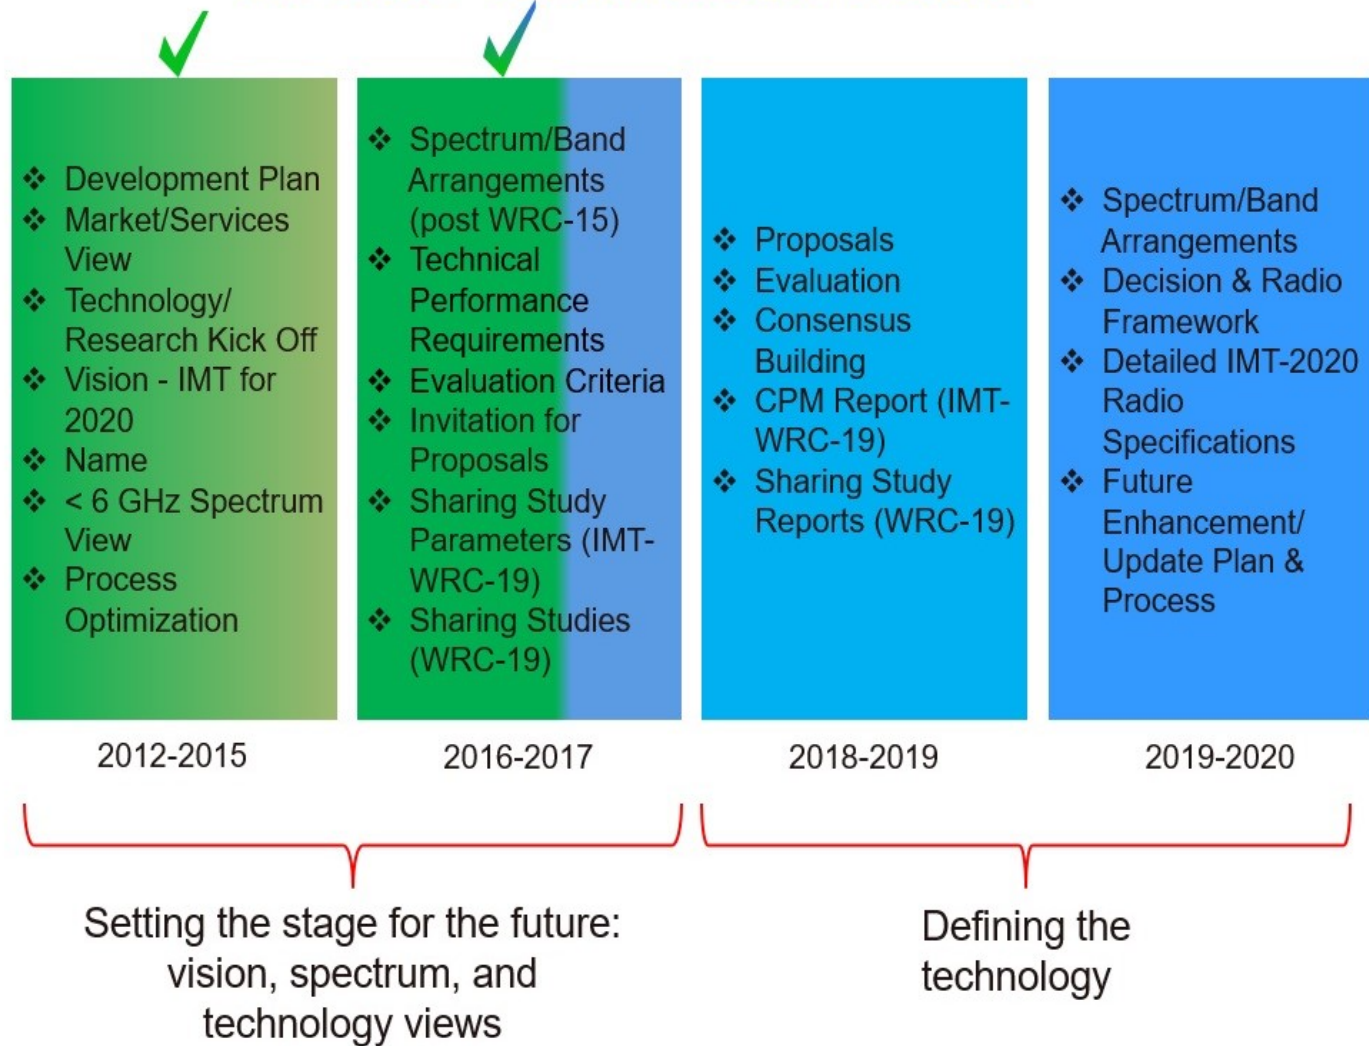 ❖ Development Plan
❖ Market/Services
View
❖ Technology/
Research Kick Off
❖ Vision - IMT for
2020
❖ Name
❖ < 6 GHz Spectrum
View
❖ Process
Optimization
2012-2015
❖ Spectrum/Band
Arrangements
(post WRC-15)
❖ Technical
Performance
Requirements
❖ Evaluation Criteria
❖ Invitation for
Proposals
❖ Sharing Study
Parameters (IMT-
WRC-19)
❖ Sharing Studies
(WRC-19)
2016-2017
❖ Proposals
❖ Evaluation
❖ Consensus
Building
❖ CPM Report (IMT-
WRC-19)
❖ Sharing Study
Reports (WRC-19)
2018-2019
❖ Spectrum/Band
Arrangements
❖ Decision & Radio
Framework
❖ Detailed IMT-2020
Radio
Specifications
❖ Future
Enhancement/
Update Plan &
Process
2019-2020
Setting the stage for the future:
vision, spectrum, and
technology views
Defining the
technology